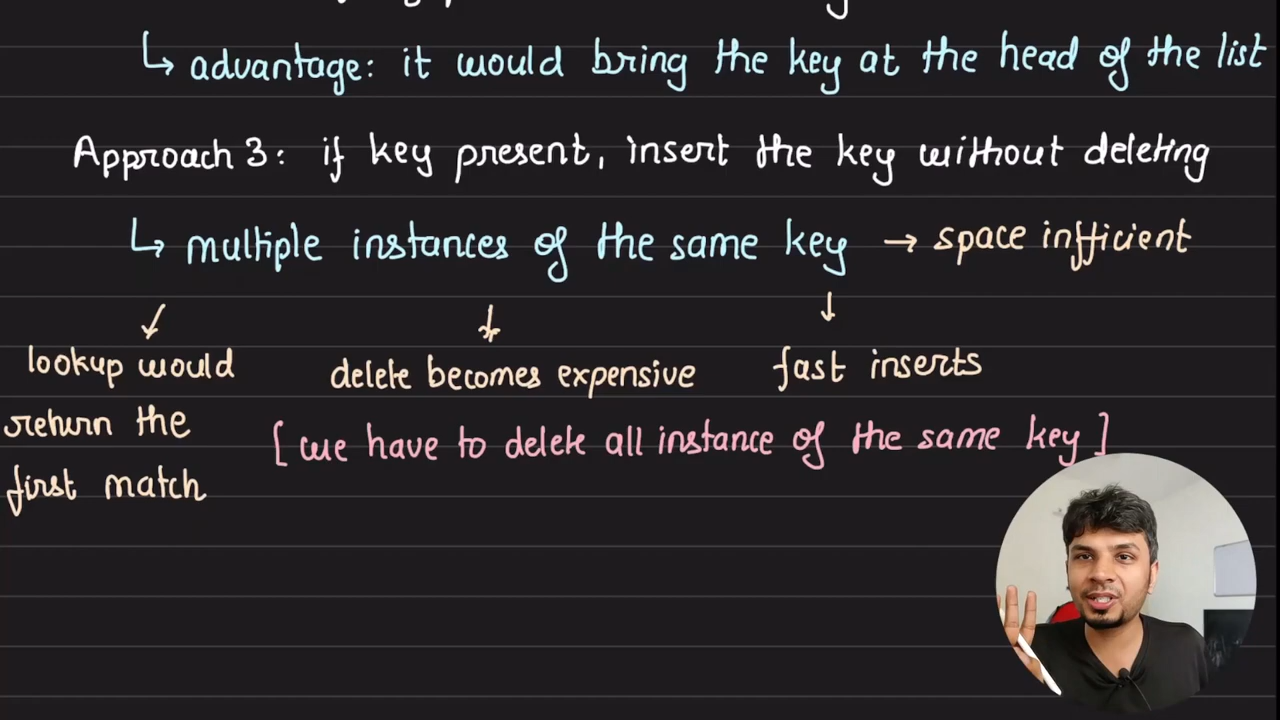 ↳ advantage: it would bring the key at the head of the list
Approach 3: if key present, insert the key without deleting
↳ multiple instances of the same key → space infficient
lookup would
return the
first match
delete becomes expensive
fast inserts
[we have to delete all instance of the same key]